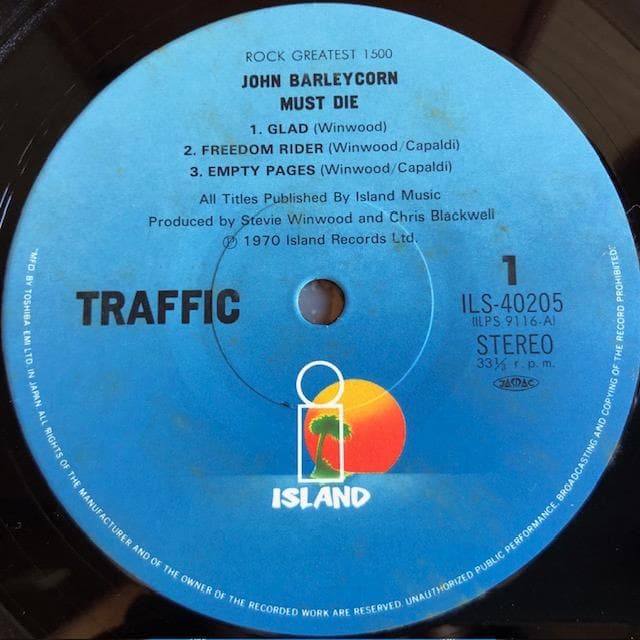 ROCK GREATEST 1500
JOHN BARLEYCORN
MUST DIE
1. GLAD (Winwood)
2. FREEDOM RIDER (Winwood/Capaldi)
3. EMPTY PAGES (Winwood/Capaldi)
All Titles Published By Island Music
Produced by Stevie Winwood and Chris Blackwell
Ⓟ 1970 Island Records Ltd.
TRAFFIC
1
ILS-40205
(ILPS 9116-A)
STEREO
33⅓ r.p.m.
JASRAC
i
ISLAND
"MF'D BY TOSHIBA EMI LTD. IN JAPAN ALL RIGHTS OF THE MANUFACTURER AND OF THE OWNER OF THE RECORDED WORK ARE RESERVED. UNAUTHORIZED PUBLIC PERFORMANCE, BROADCASTING AND COPYING OF THE RECORD PROHIBITED."